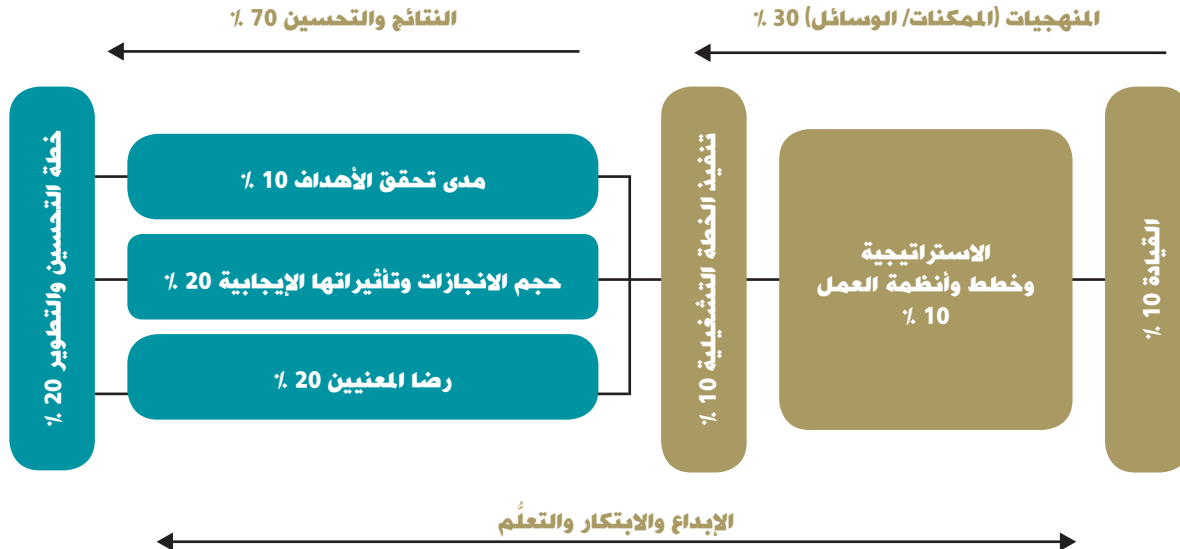 المنهجيات (الممكنات/ الوسائل) 30 %
النتائج والتحسين 70 %
القيادة 10 %
الاستراتيجية
وخطط وأنظمة العمل
10 %
تنفيذ الخطة التشغيلية 10 %
مدى تحقق الأهداف 10 %
حجم الانجازات وتأثيراتها الإيجابية 20 %
رضا المعنيين 20 %
خطة التحسين والتطوير 20 %
الإبداع والابتكار والتعلُّم